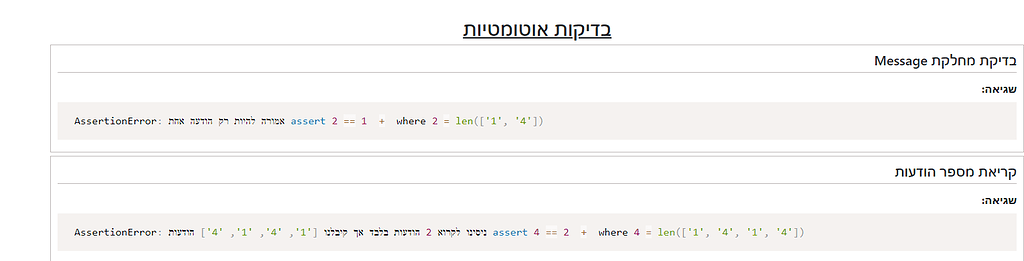 בדיקות אוטומטיות
בדיקת מחלקת Message
שגיאה:
AssertionError: אמורה להיות רק הודעה אחת assert 2 == 1  +  where 2 = len(['1', '4'])
קריאת מספר הודעות
שגיאה:
AssertionError: ניסינו לקרוא 2 הודעות בלבד אך קיבלנו ['1', '4', '1', '4'] הודעות assert 4 == 2  +  where 4 = len(['1', '4', '1', '4'])